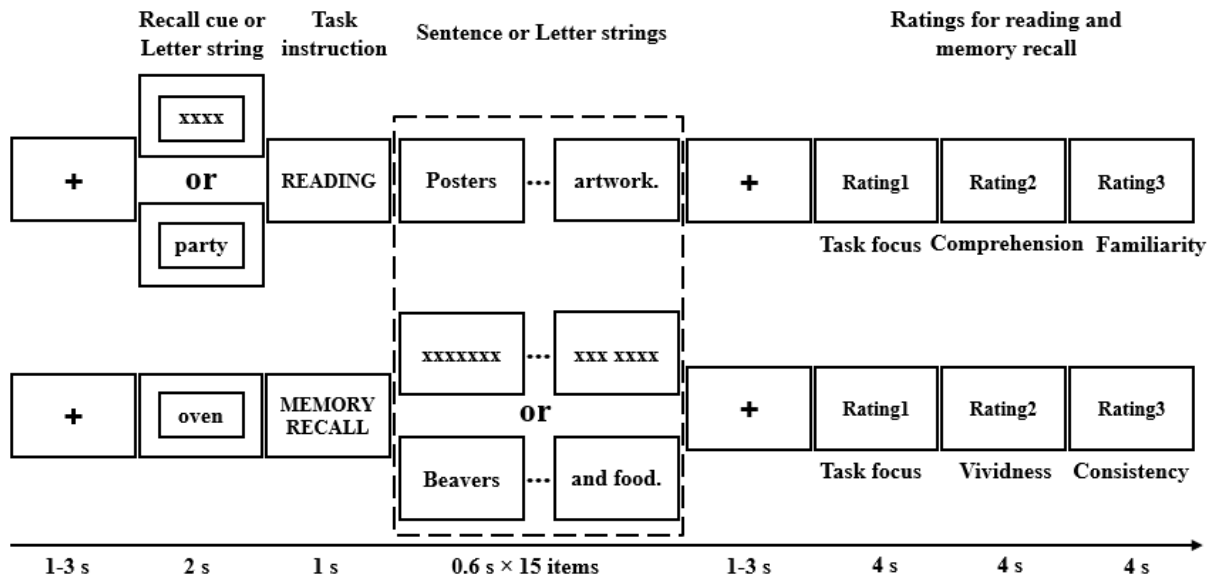 Recall cue or
Letter string
Task
instruction
Sentence or Letter strings
Ratings for reading and
memory recall
xxxx
+
or
READING
Posters
...
artwork.
+
Rating1
Rating2
Rating3
party
Task focus
Comprehension
Familiarity
xxxxxxx
...
xxx xxxx
+
oven
MEMORY
RECALL
or
+
Rating1
Rating2
Rating3
Beavers
...
and food.
Task focus
Vividness
Consistency
1-3 s
2 s
1 s
0.6 s × 15 items
1-3 s
4 s
4 s
4 s